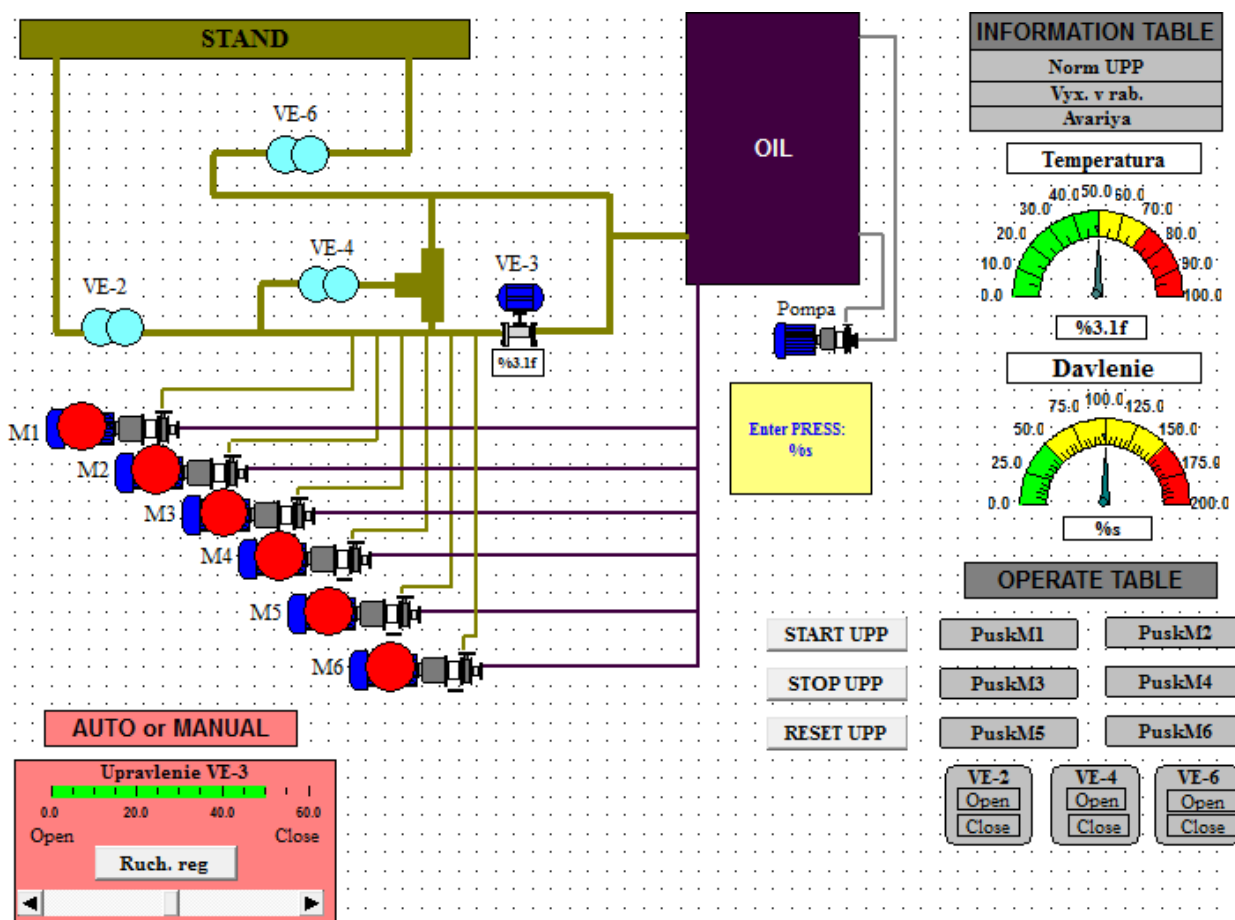 STAND
VE-6
VE-4
VE-2
VE-3
%3.1f
OIL
Pompa
Enter PRESS:
%s
M1
M2
M3
M4
M5
M6
INFORMATION TABLE
Norm UPP
Vyx. v rab.
Avariya
Temperatura
0.0 10.0 20.0 30.0 40.0 50.0 60.0 70.0 80.0 90.0 100.0
%3.1f
Davlenie
0.0 25.0 50.0 75.0 100.0 125.0 150.0 175.0 200.0
%s
OPERATE TABLE
START UPP PuskM1 PuskM2
STOP UPP PuskM3 PuskM4
RESET UPP PuskM5 PuskM6
VE-2 VE-4 VE-6
Open Open Open
Close Close Close
AUTO or MANUAL
Upravlenie VE-3
0.0 20.0 40.0 60.0
Open Close
Ruch. reg